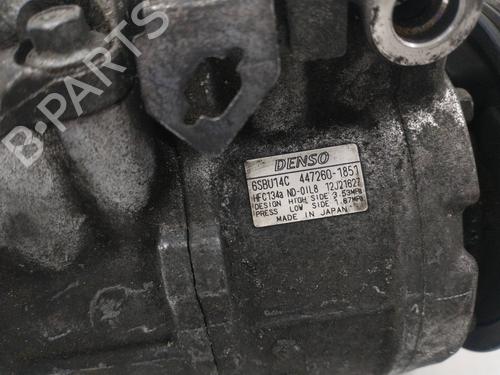 B-PARTS
DENSO
6SBU14C 447260-1851
HFC134a ND-OIL8 12J21627
DESIGN HIGH SIDE 3.53MPa
PRESS LOW SIDE 1.67MPa
MADE IN JAPAN